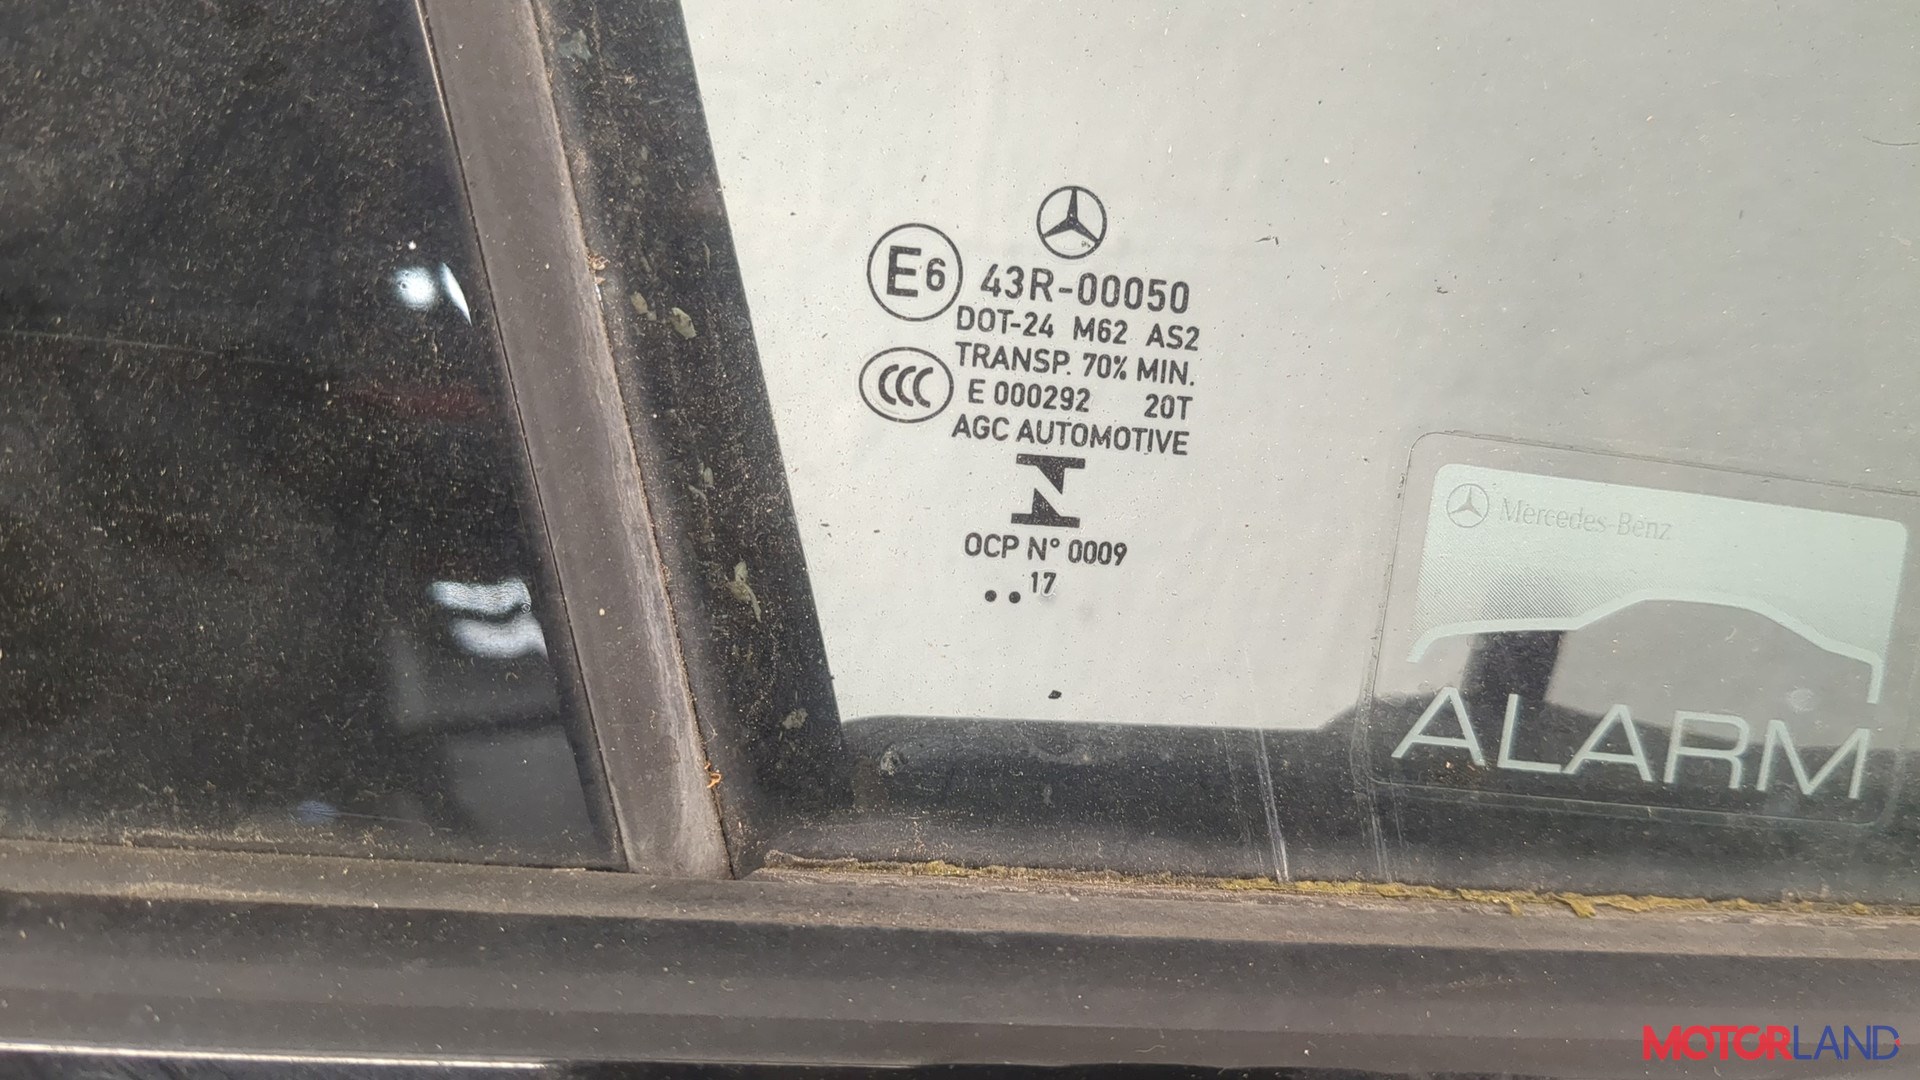 E6 43R-00050
DOT-24 M62 AS2
TRANSP. 70% MIN.
CCC E 000292 20T
AGC AUTOMOTIVE
OCP N° 0009
.. 17
Mercedes-Benz
ALARM
MOTORLAND